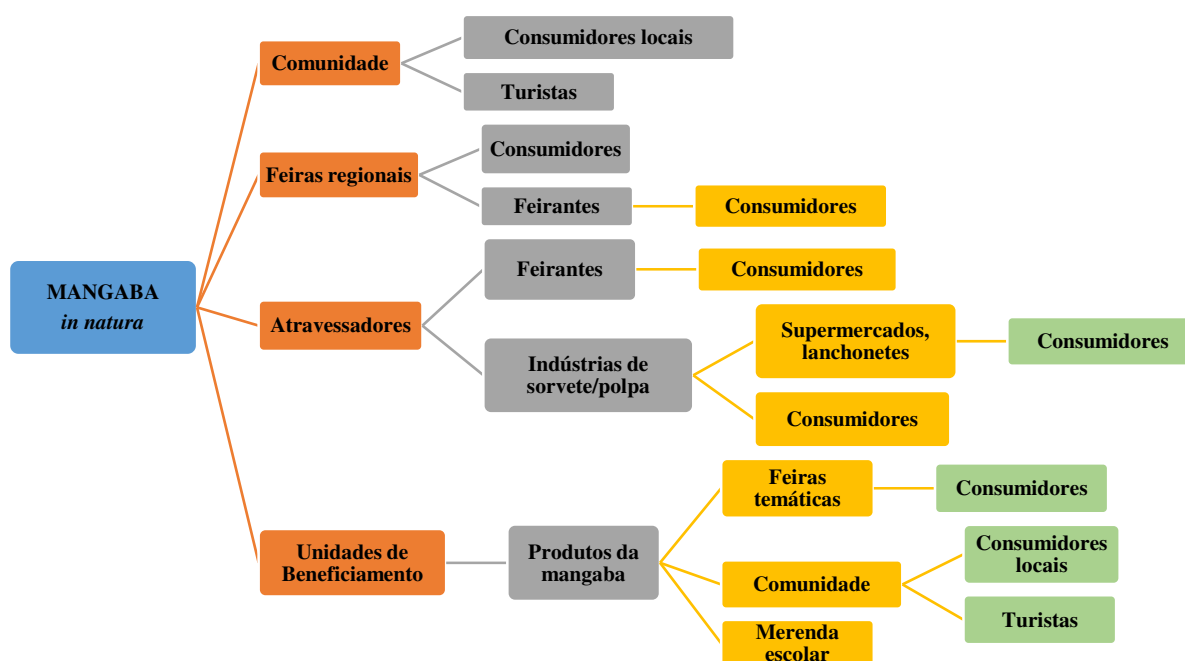 MANGABA
in natura
Comunidade
Consumidores locais
Turistas
Feiras regionais
Consumidores
Feirantes
Consumidores
Atravessadores
Feirantes
Consumidores
Indústrias de
sorvete/polpa
Supermercados,
lanchonetes
Consumidores
Consumidores
Unidades de
Beneficiamento
Produtos da
mangaba
Feiras
temáticas
Consumidores
Comunidade
Consumidores
locais
Turistas
Merenda
escolar